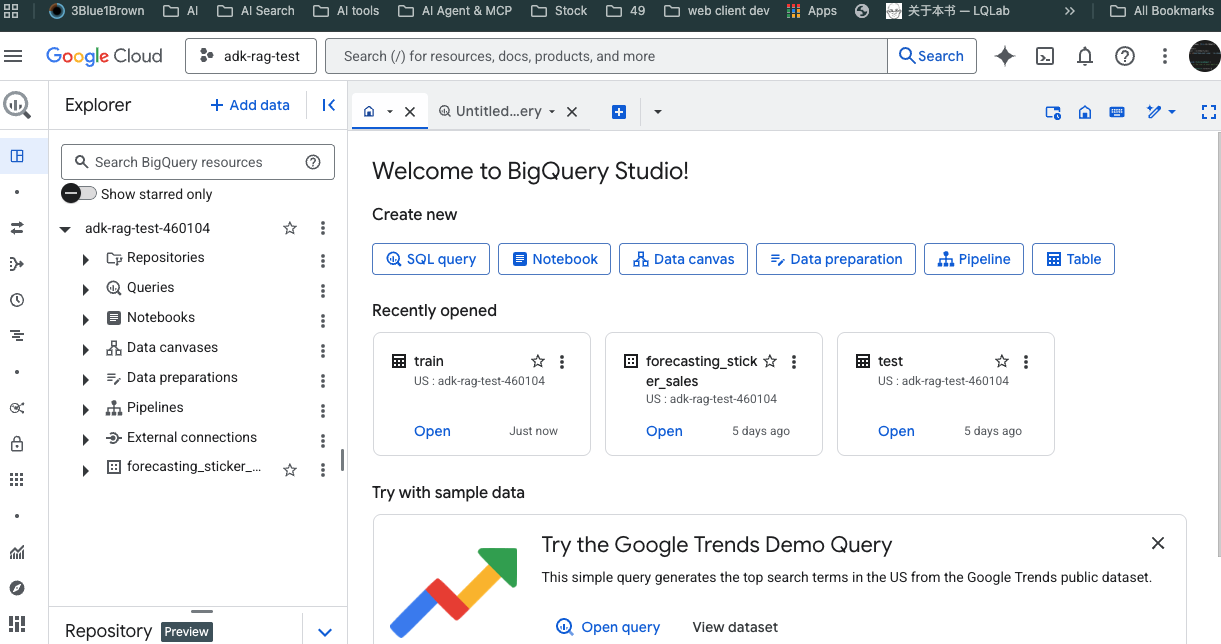 3Blue1Brown AI AI Search AI tools AI Agent & MCP Stock 49 web client dev Apps 关于本书 — LQLab All Bookmarks
Google Cloud adk-rag-test Search (/) for resources, docs, products, and more Search
Explorer + Add data
Untitled...ery
Search BigQuery resources
Show starred only
adk-rag-test-460104
Repositories
Queries
Notebooks
Data canvases
Data preparations
Pipelines
External connections
forecasting_sticker_...
Repository Preview
Welcome to BigQuery Studio!
Create new
SQL query Notebook Data canvas Data preparation Pipeline Table
Recently opened
train
US : adk-rag-test-460104
Open Just now
forecasting_stick
er_sales
US : adk-rag-test-460104
Open 5 days ago
test
US : adk-rag-test-460104
Open 5 days ago
Try with sample data
Try the Google Trends Demo Query
This simple query generates the top search terms in the US from the Google Trends public dataset.
Open query View dataset